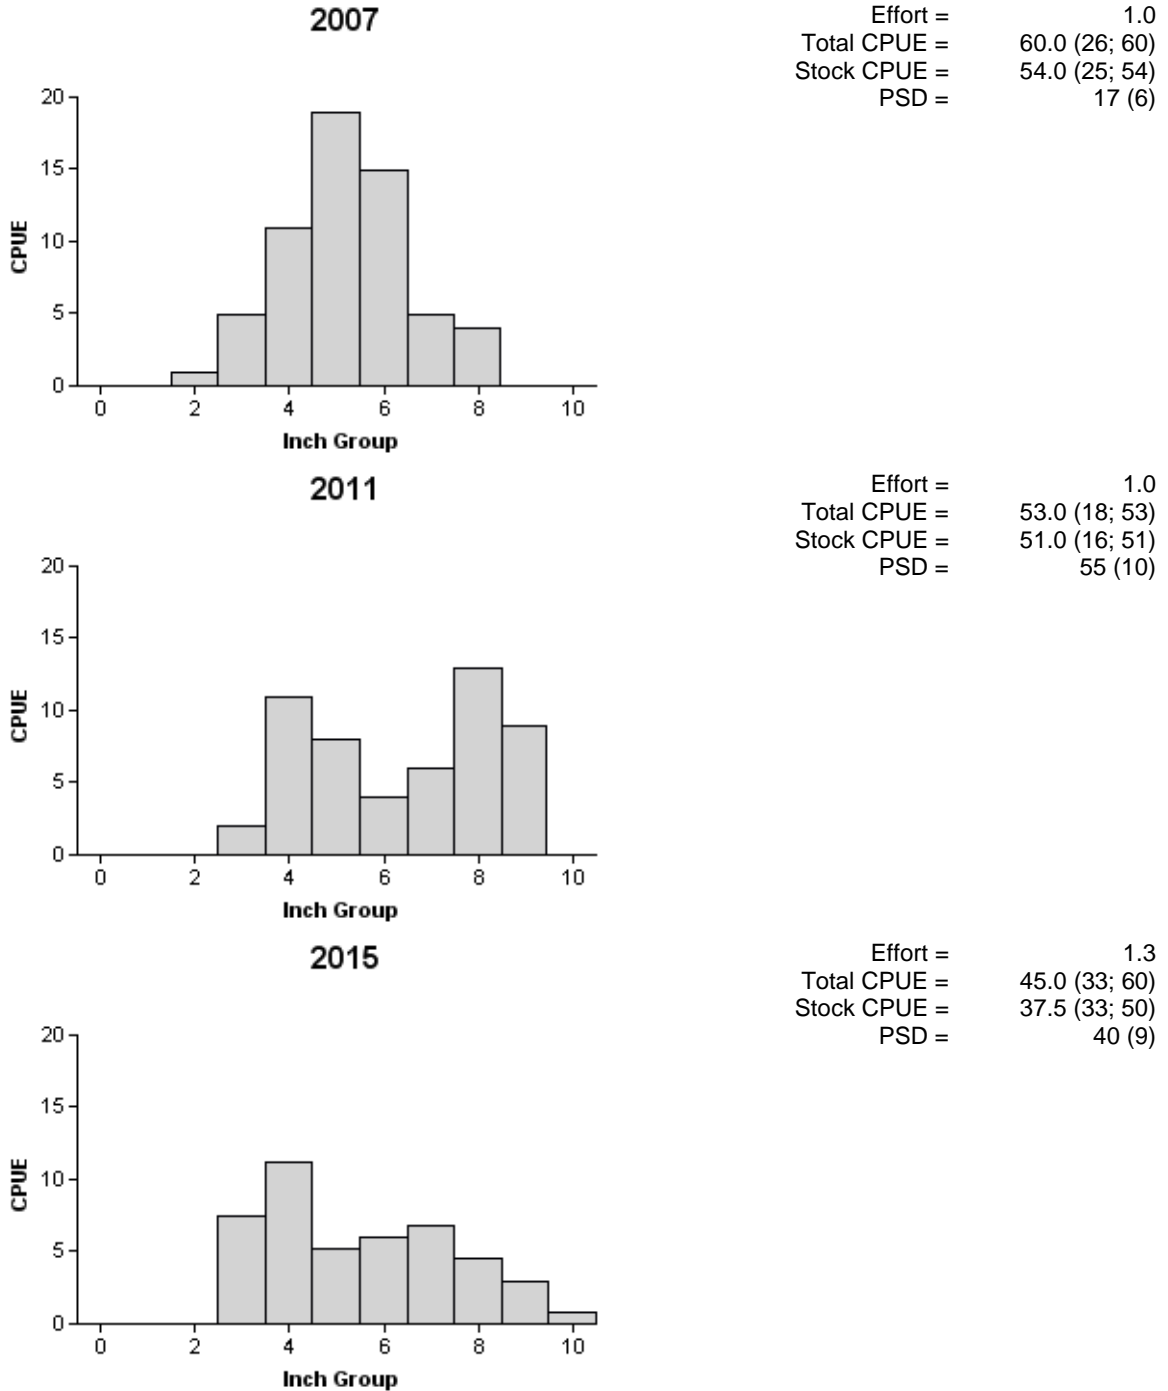 2007
Effort = 1.0
Total CPUE = 60.0 (26; 60)
Stock CPUE = 54.0 (25; 54)
PSD = 17 (6)
20
15
10
5
0
CPUE
0 2 4 6 8 10
Inch Group
2011
Effort = 1.0
Total CPUE = 53.0 (18; 53)
Stock CPUE = 51.0 (16; 51)
PSD = 55 (10)
20
15
10
5
0
CPUE
0 2 4 6 8 10
Inch Group
2015
Effort = 1.3
Total CPUE = 45.0 (33; 60)
Stock CPUE = 37.5 (33; 50)
PSD = 40 (9)
20
15
10
5
0
CPUE
0 2 4 6 8 10
Inch Group